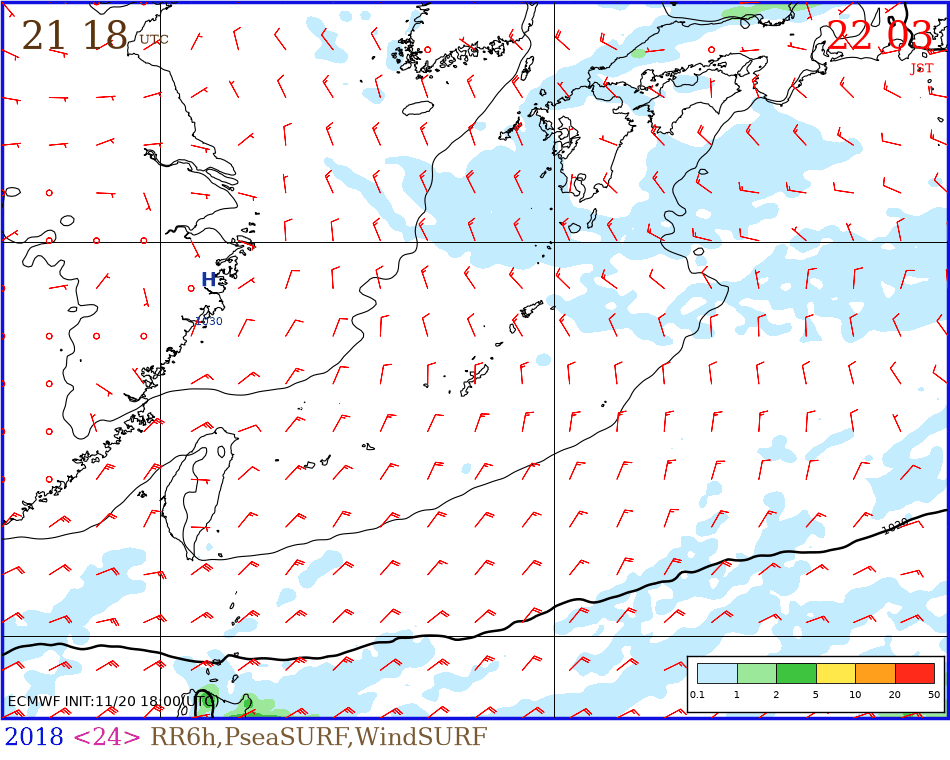 21 18 UTC
22 03
JST
H
1030
1020
0.1 1 2 5 10 20 50
ECMWF INIT:11/20 18:00(UTC)
2018 <24> RR6h,PseaSURF,WindSURF